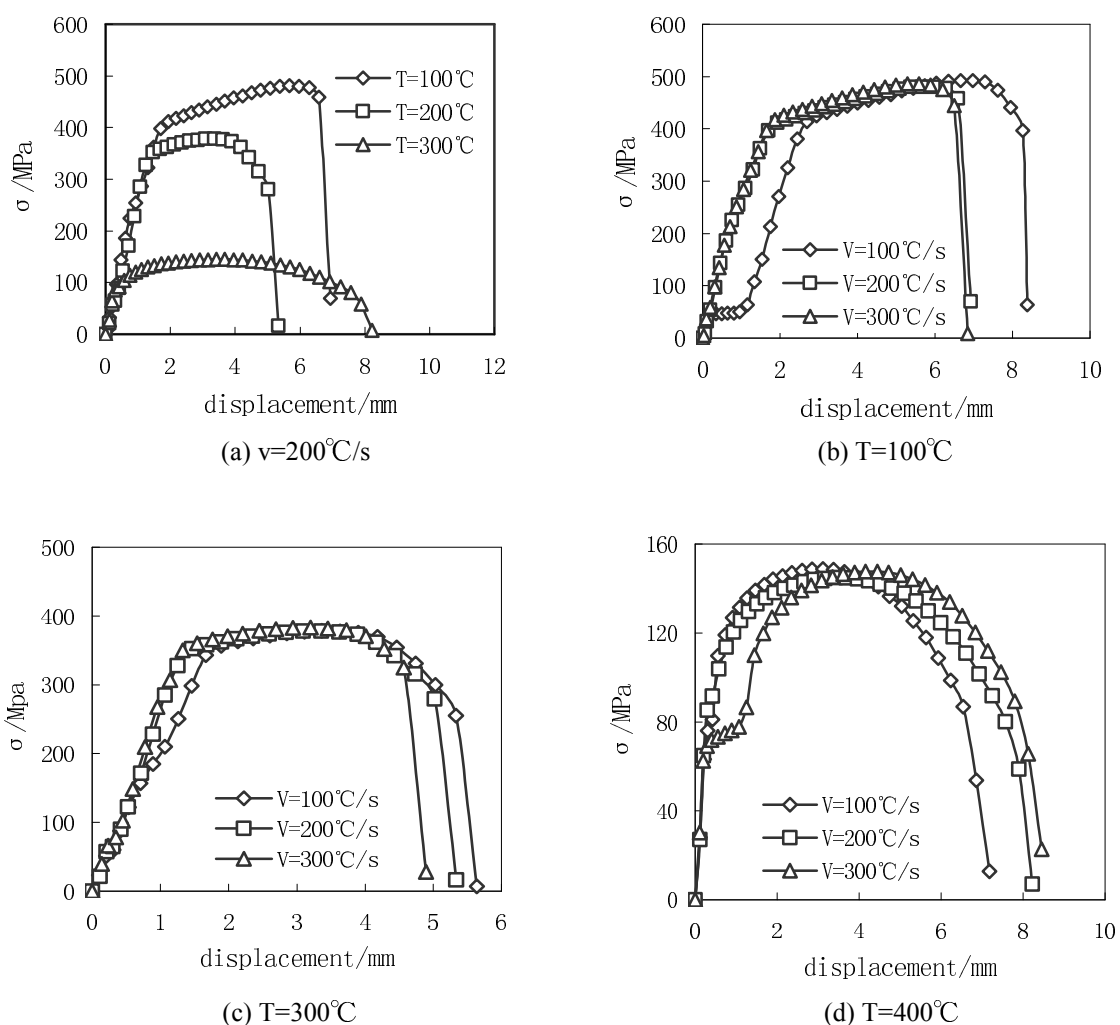 600
500
400
300
200
100
0
σ /MPa
T=100℃
T=200℃
T=300℃
0 2 4 6 8 10 12
displacement/mm
(a) v=200℃/s
600
500
400
300
200
100
0
σ /MPa
V=100℃/s
V=200℃/s
V=300℃/s
0 2 4 6 8 10
displacement/mm
(b) T=100℃
500
400
300
200
100
0
σ /Mpa
V=100℃/s
V=200℃/s
V=300℃/s
0 1 2 3 4 5 6
displacement/mm
(c) T=300℃
160
120
80
40
0
σ /MPa
V=100℃/s
V=200℃/s
V=300℃/s
0 2 4 6 8 10
displacement/mm
(d) T=400℃